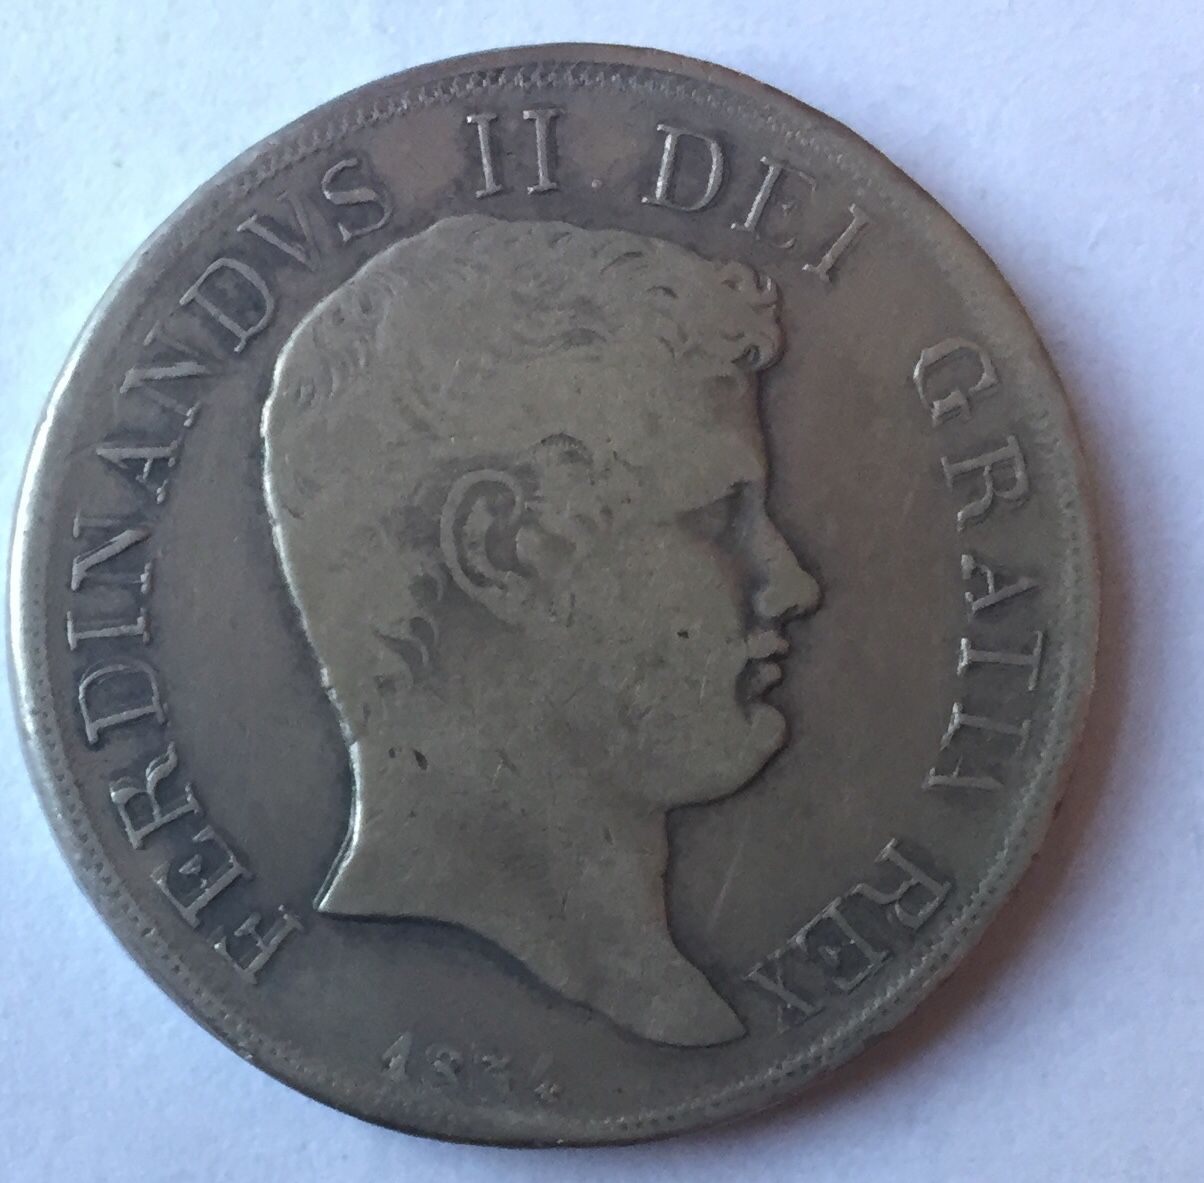 FERDINANDVS II. DEI GRATIA REX